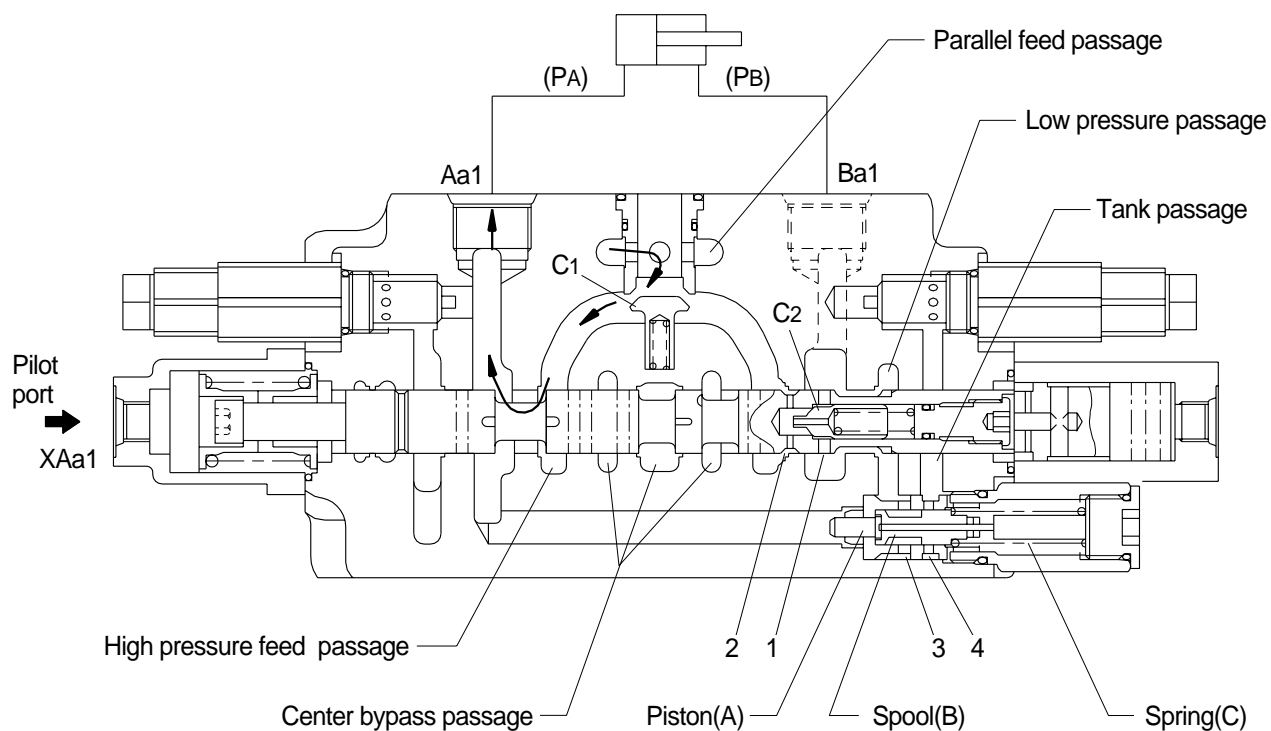 Parallel feed passage
(PA)
(PB)
Low pressure passage
Aa1
Ba1
Tank passage
C1
C2
Pilot
port
XAa1
High pressure feed passage
2
1
3
4
Center bypass passage
Piston(A)
Spool(B)
Spring(C)